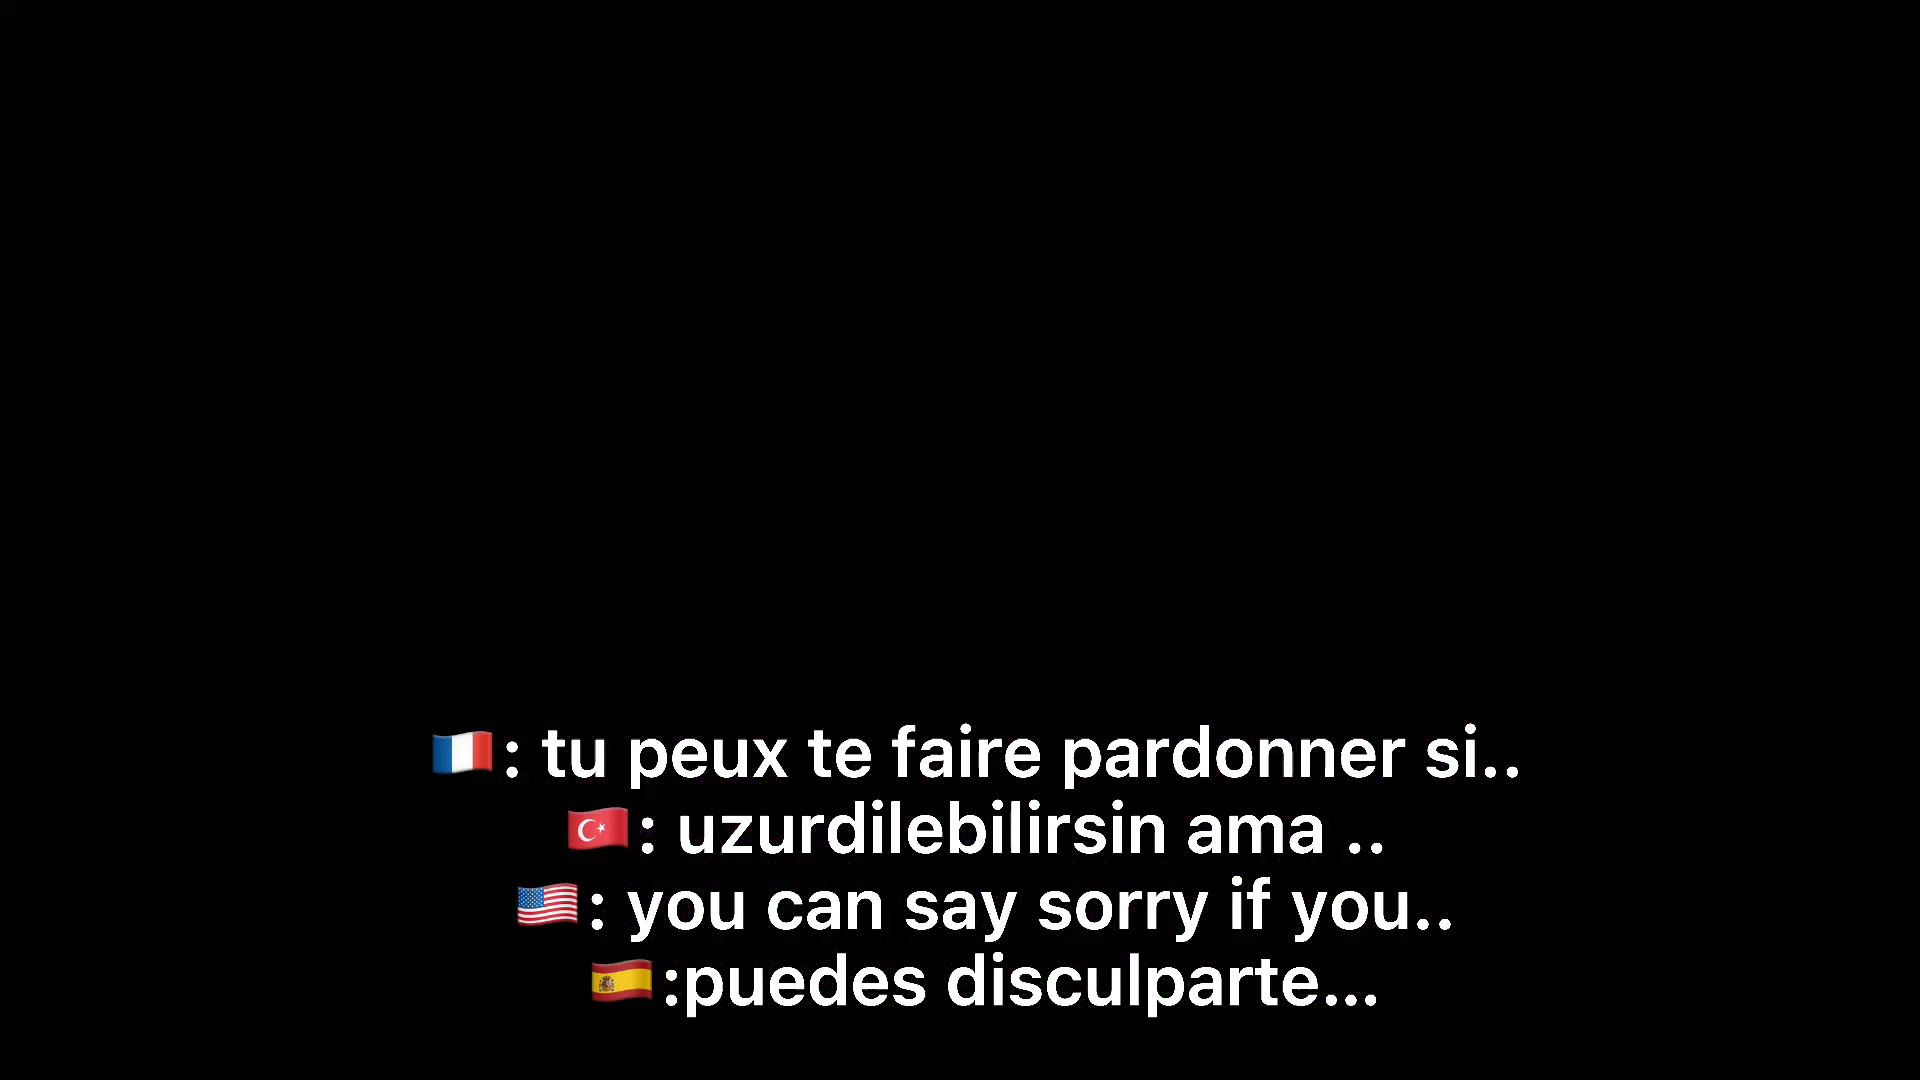 🇫🇷: tu peux te faire pardonner si..
🇹🇷: uzurdilebilirsin ama ..
🇺🇸: you can say sorry if you..
🇪🇸:puedes disculparte...